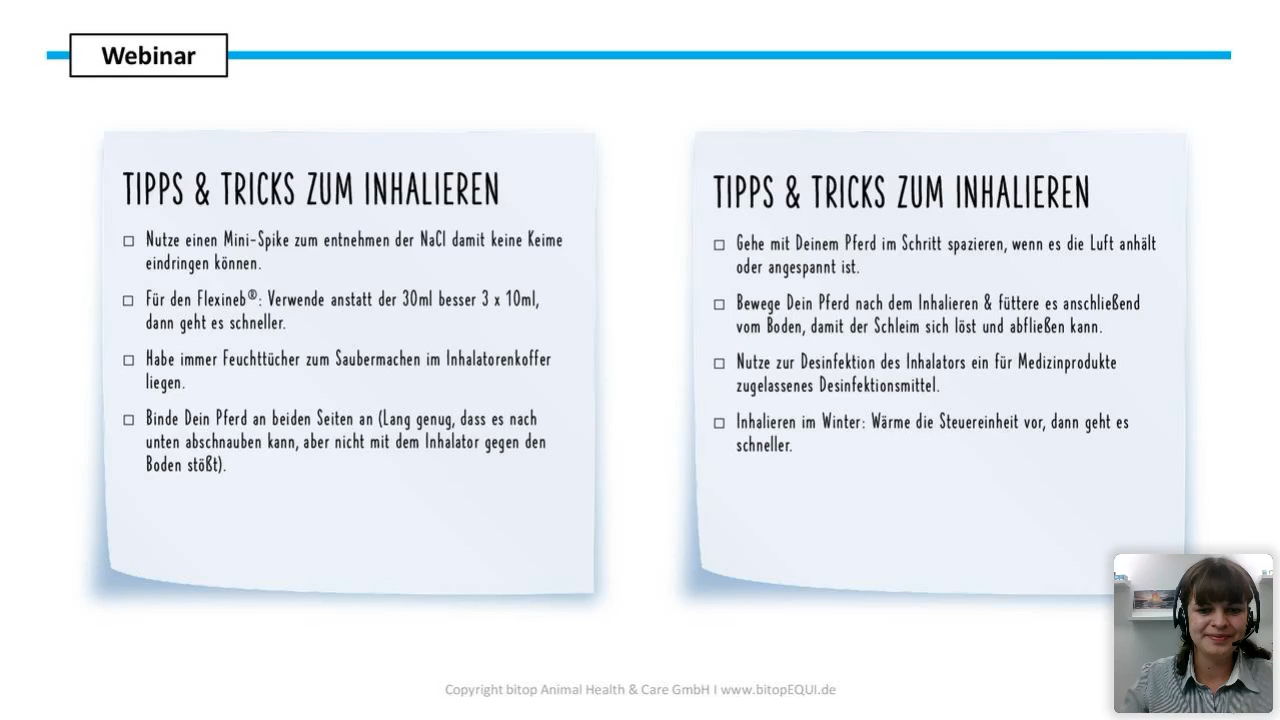 Webinar
TIPPS & TRICKS ZUM INHALIEREN
□ Nutze einen Mini-Spike zum entnehmen der NaCl damit keine Keime
eindringen können.
□ Für den Flexineb®: Verwende anstatt der 30ml besser 3 x 10ml,
dann geht es schneller.
□ Habe immer Feuchttücher zum Saubermachen im Inhalatorenkoffer
liegen.
□ Binde Dein Pferd an beiden Seiten an (Lang genug, dass es nach
unten abschnauben kann, aber nicht mit dem Inhalator gegen den
Boden stößt).
TIPPS & TRICKS ZUM INHALIEREN
□ Gehe mit Deinem Pferd im Schritt spazieren, wenn es die Luft anhält
oder angespannt ist.
□ Bewege Dein Pferd nach dem Inhalieren & füttere es anschließend
vom Boden, damit der Schleim sich löst und abfließen kann.
□ Nutze zur Desinfektion des Inhalators ein für Medizinprodukte
zugelassenes Desinfektionsmittel.
□ Inhalieren im Winter: Wärme die Steuereinheit vor, dann geht es
schneller.
Copyright bitop Animal Health & Care GmbH I www.bitopEQUI.de